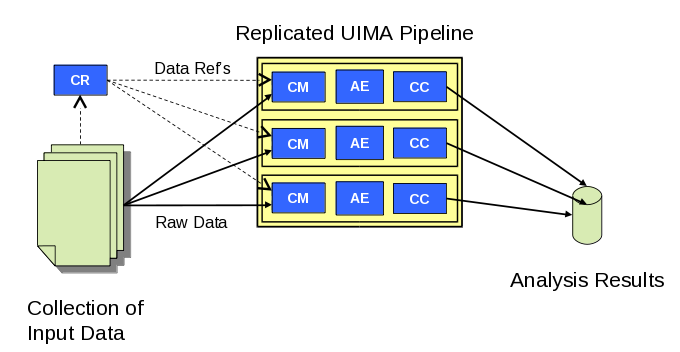 Replicated UIMA Pipeline
CR
Data Ref's
CM AE CC
CM AE CC
CM AE CC
Raw Data
Analysis Results
Collection of
Input Data